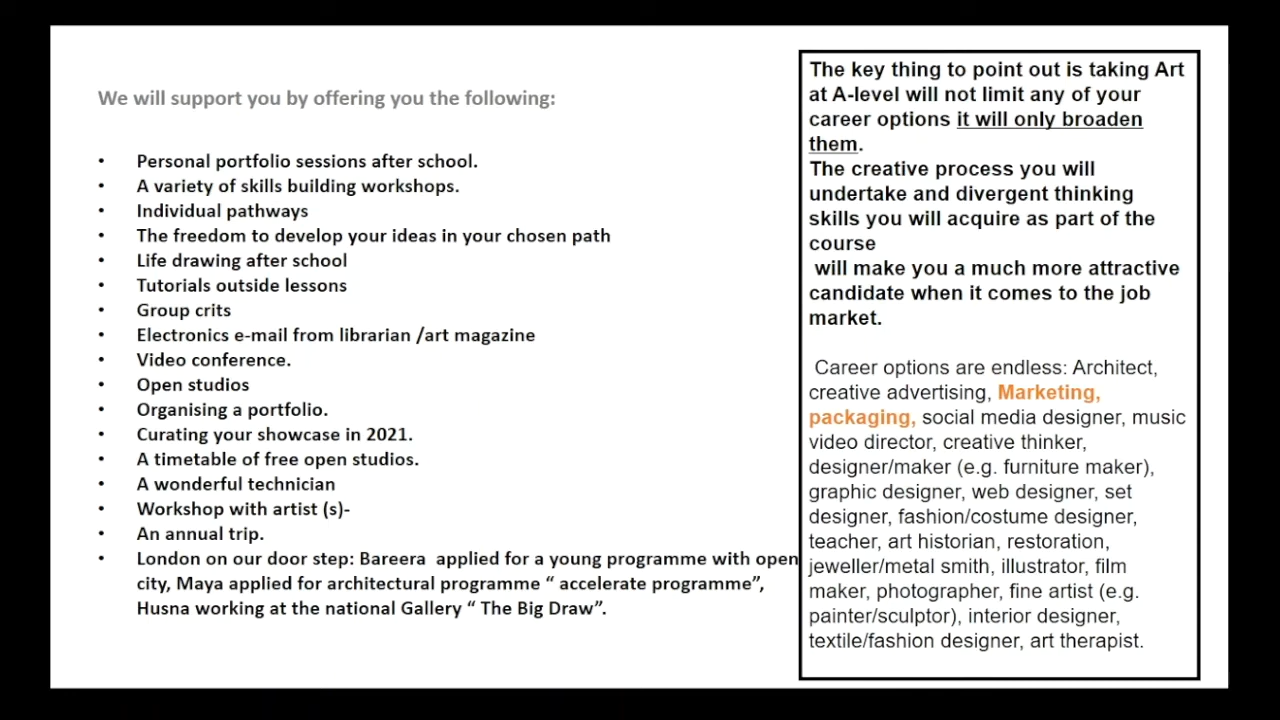 We will support you by offering you the following:
• Personal portfolio sessions after school.
• A variety of skills building workshops.
• Individual pathways
• The freedom to develop your ideas in your chosen path
• Life drawing after school
• Tutorials outside lessons
• Group crits
• Electronics e-mail from librarian /art magazine
• Video conference.
• Open studios
• Organising a portfolio.
• Curating your showcase in 2021.
• A timetable of free open studios.
• A wonderful technician
• Workshop with artist (s)-
• An annual trip.
• London on our door step: Bareera applied for a young programme with open
city, Maya applied for architectural programme “ accelerate programme”,
Husna working at the national Gallery “ The Big Draw”.
The key thing to point out is taking Art
at A-level will not limit any of your
career options it will only broaden
them.
The creative process you will
undertake and divergent thinking
skills you will acquire as part of the
course
will make you a much more attractive
candidate when it comes to the job
market.
Career options are endless: Architect,
creative advertising, Marketing,
packaging, social media designer, music
video director, creative thinker,
designer/maker (e.g. furniture maker),
graphic designer, web designer, set
designer, fashion/costume designer,
teacher, art historian, restoration,
jeweller/metal smith, illustrator, film
maker, photographer, fine artist (e.g.
painter/sculptor), interior designer,
textile/fashion designer, art therapist.